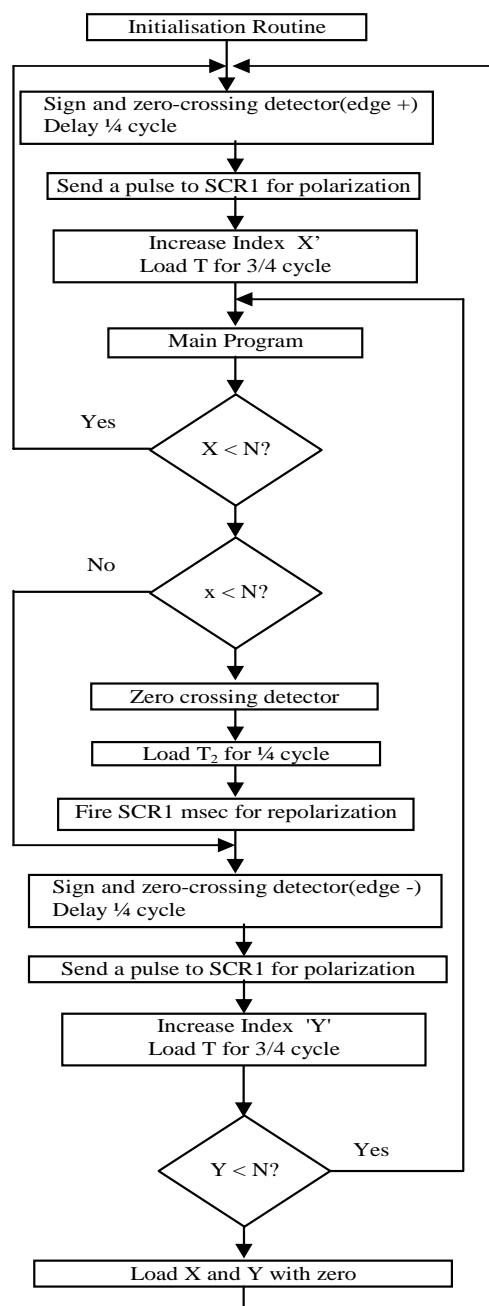 Initialisation Routine
Sign and zero-crossing detector(edge +)
Delay ¼ cycle
Send a pulse to SCR1 for polarization
Increase Index X’
Load T for 3/4 cycle
Main Program
Yes
X < N?
No
x < N?
Zero crossing detector
Load T₂ for ¼ cycle
Fire SCR1 msec for repolarization
Sign and zero-crossing detector(edge -)
Delay ¼ cycle
Send a pulse to SCR1 for polarization
Increase Index 'Y'
Load T for 3/4 cycle
Yes
Y < N?
Load X and Y with zero